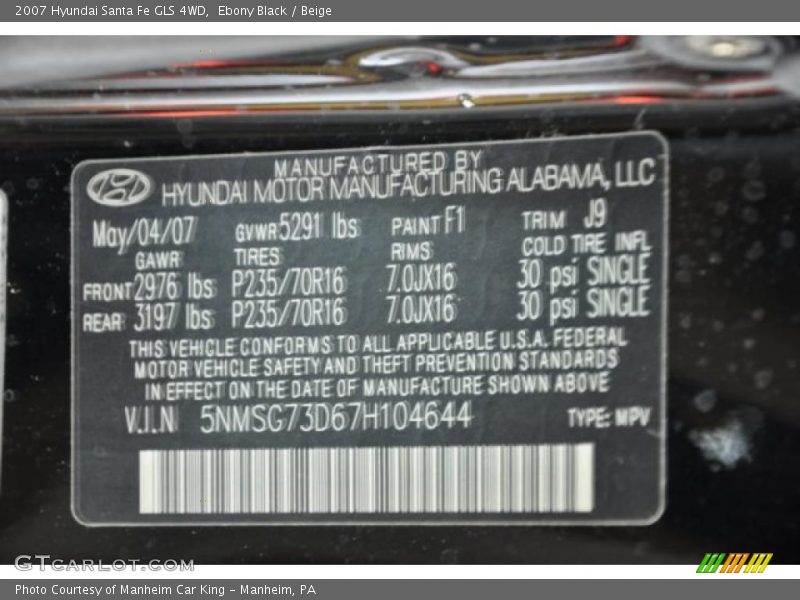 2007 Hyundai Santa Fe GLS 4WD, Ebony Black / Beige
MANUFACTURED BY
HYUNDAI MOTOR MANUFACTURING ALABAMA, LLC
May/04/07 GVWR 5291 lbs PAINT F1 TRIM J9
GAWR TIRES RIMS COLD TIRE INFL
FRONT 2976 lbs P235/70R16 7.0JX16 30 psi SINGLE
REAR 3197 lbs P235/70R16 7.0JX16 30 psi SINGLE
THIS VEHICLE CONFORMS TO ALL APPLICABLE U.S.A. FEDERAL
MOTOR VEHICLE SAFETY AND THEFT PREVENTION STANDARDS
IN EFFECT ON THE DATE OF MANUFACTURE SHOWN ABOVE
V.I.N 5NMSG73D67H104644 TYPE: MPV
GTCARLOT.COM
Photo Courtesy of Manheim Car King - Manheim, PA